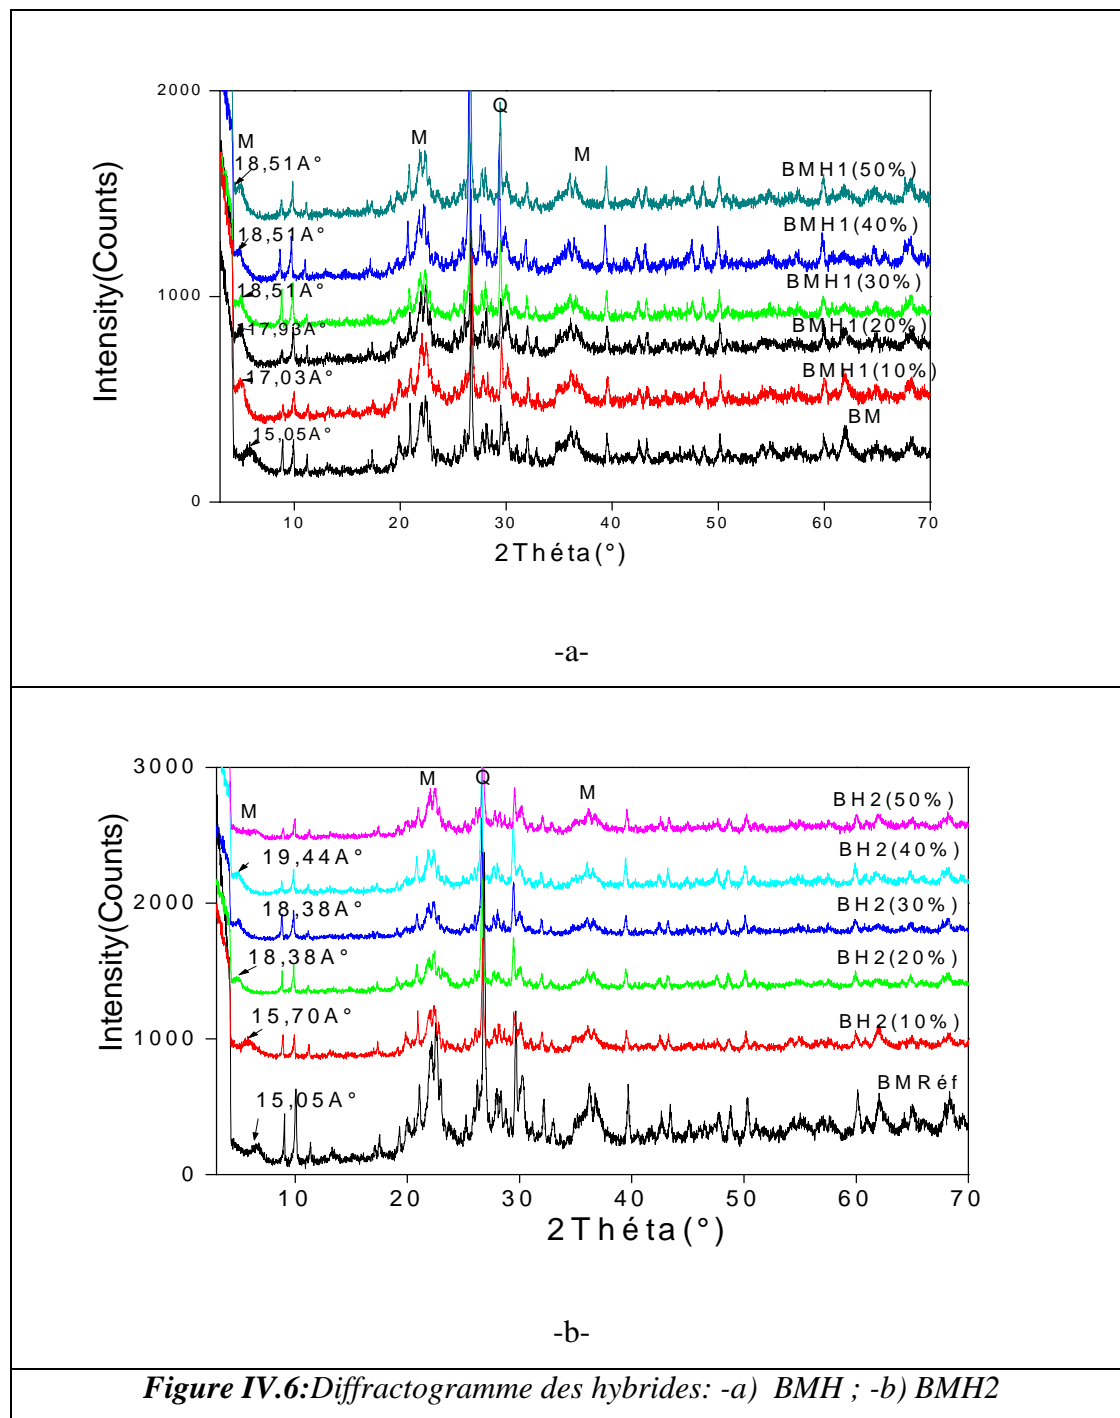 2000
1000
0
Intensity(Counts)
M
M
Q
M
18,51A°
18,51A°
18,51A°
17,93A°
17,03A°
15,05A°
BMH1(50%)
BMH1(40%)
BMH1(30%)
BMH1(20%)
BMH1(10%)
BM
10 20 30 40 50 60 70
2Théta(°)
-a-
3000
2000
1000
0
Intensity(Counts)
M
M
Q
M
19,44A°
18,38A°
18,38A°
15,70A°
15,05A°
BH2(50%)
BH2(40%)
BH2(30%)
BH2(20%)
BH2(10%)
BMRéf
10 20 30 40 50 60 70
2Théta(°)
-b-
Figure IV.6:Diffractogramme des hybrides: -a) BMH ; -b) BMH2